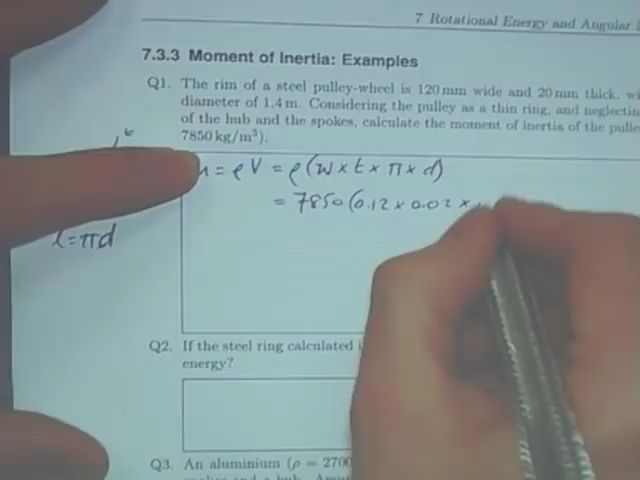 7 Rotational Energy and Angular
7.3.3 Moment of Inertia: Examples
Q1. The rim of a steel pulley-wheel is 120 mm wide and 20 mm thick,
diameter of 1.4 m. Considering the pulley as a thin ring, and
of the hub and the spokes, calculate the moment of inertia of the
7850 kg/m³).
= ρV = ρ(w×t×π×d)
= 7850(0.12×0.02×
l=πd
Q2. If the steel ring calculated
energy?
Q3. An aluminium (ρ = 2700